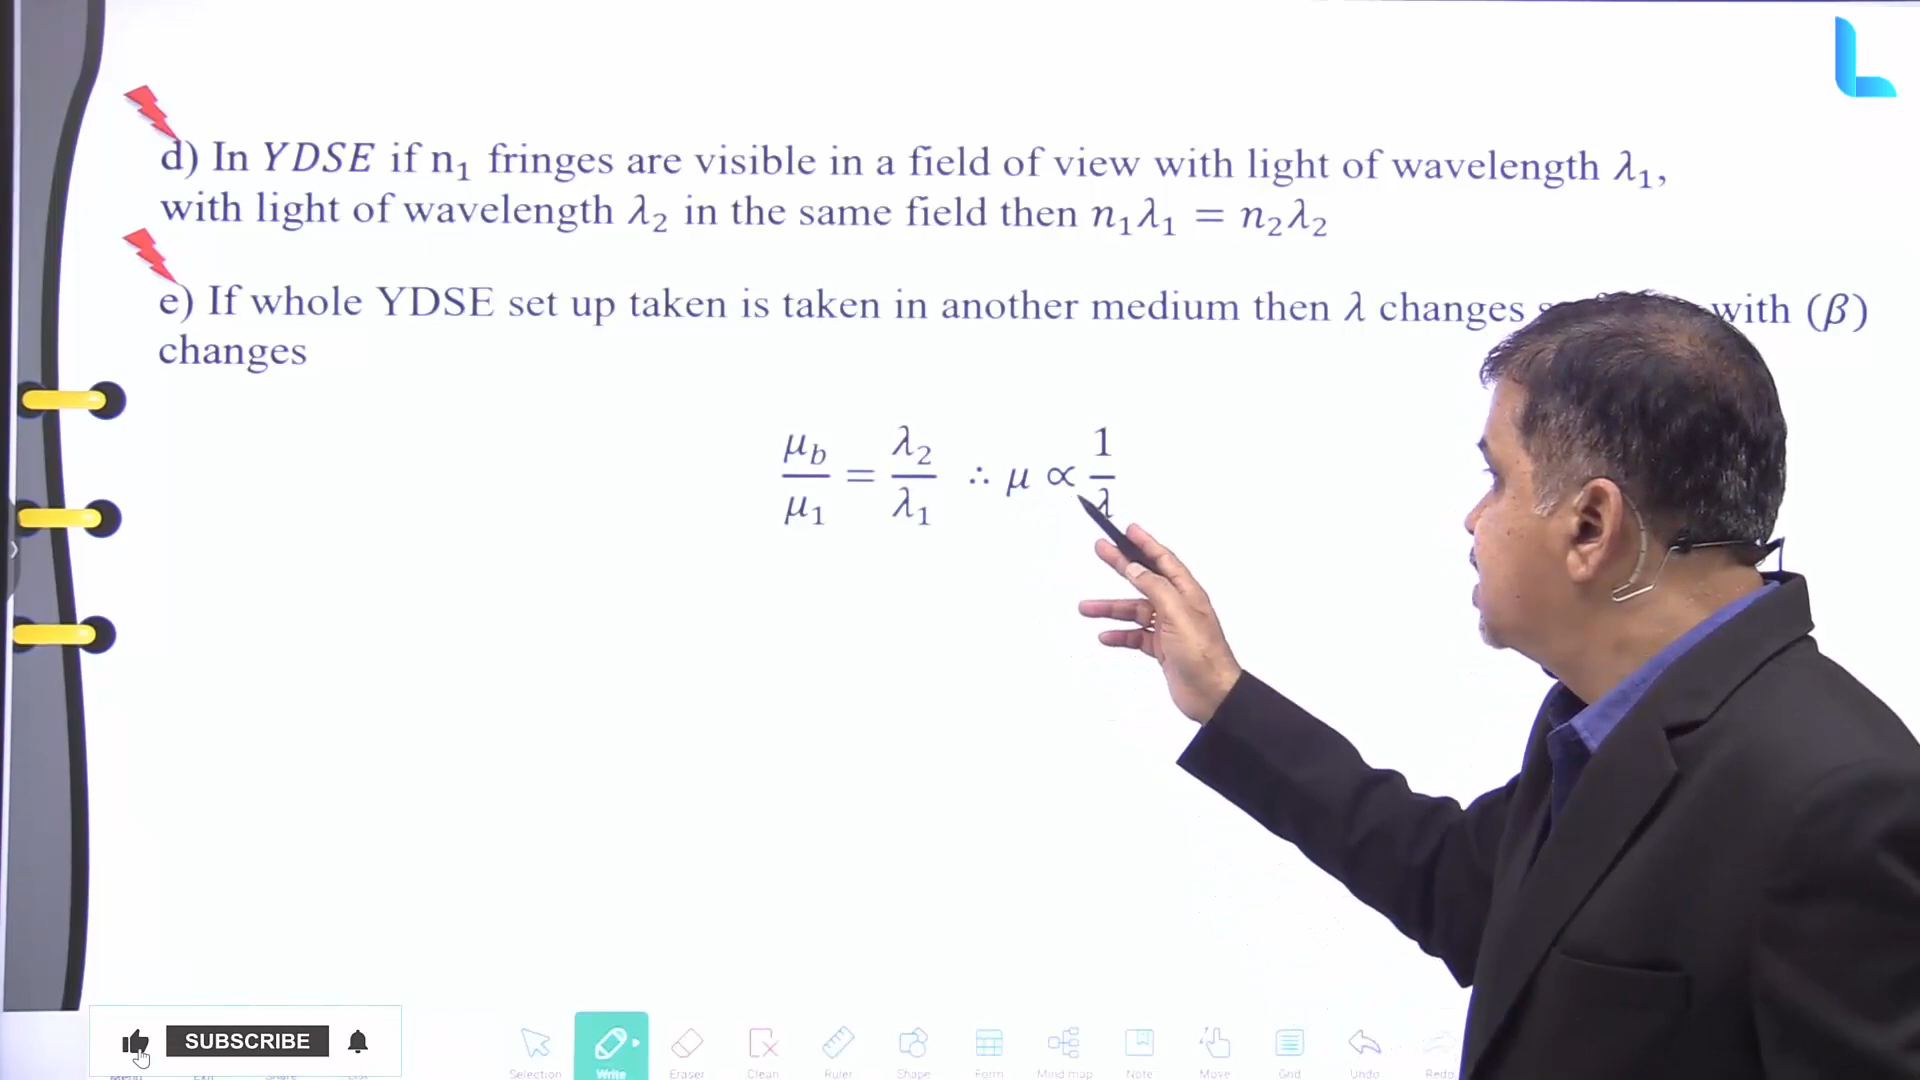 d) In YDSE if n₁ fringes are visible in a field of view with light of wavelength λ₁,
with light of wavelength λ₂ in the same field then n₁λ₁ = n₂λ₂
e) If whole YDSE set up taken is taken in another medium then λ changes with (β)
changes
μb/μ₁ = λ₂/λ₁ ∴ μ ∝ 1/λ
SUBSCRIBE
Selection Write Eraser Clean Ruler Shape Form Mind map Note Move Grid Undo Redo